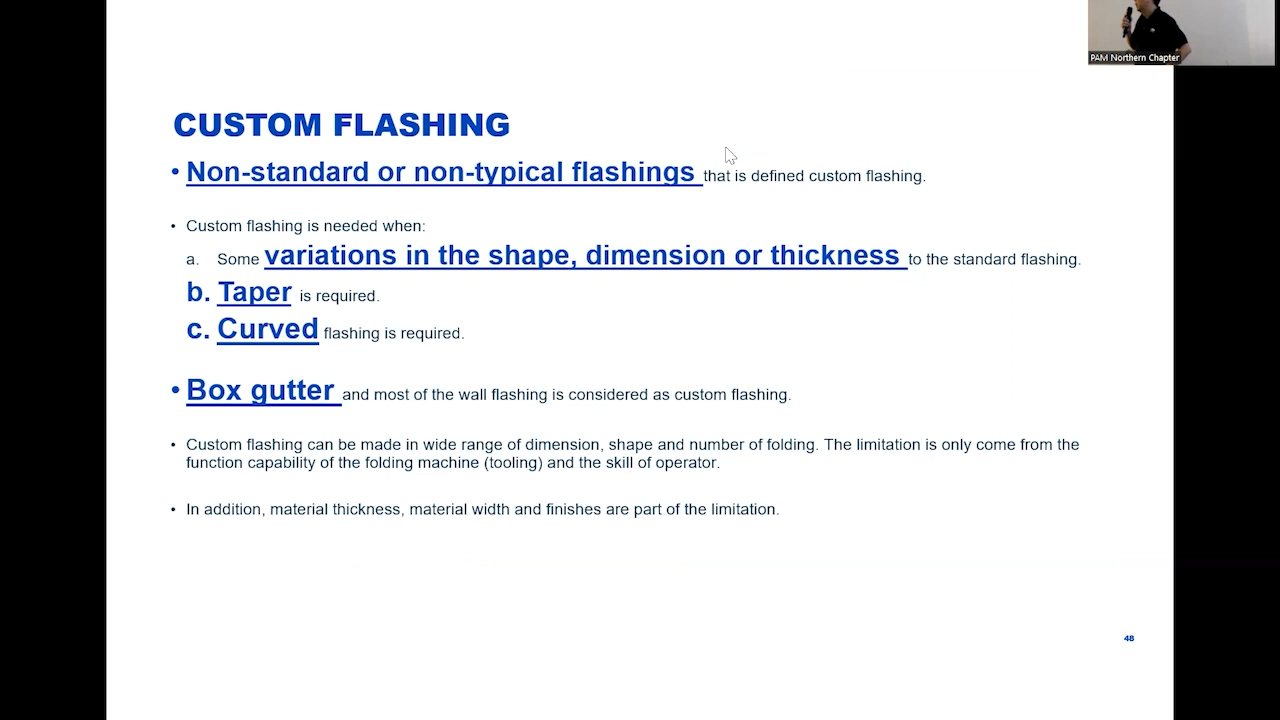 PAM Northern Chapter
CUSTOM FLASHING
• Non-standard or non-typical flashings that is defined custom flashing.
• Custom flashing is needed when:
a. Some variations in the shape, dimension or thickness to the standard flashing.
b. Taper is required.
c. Curved flashing is required.
• Box gutter and most of the wall flashing is considered as custom flashing.
• Custom flashing can be made in wide range of dimension, shape and number of folding. The limitation is only come from the
function capability of the folding machine (tooling) and the skill of operator.
• In addition, material thickness, material width and finishes are part of the limitation.
48